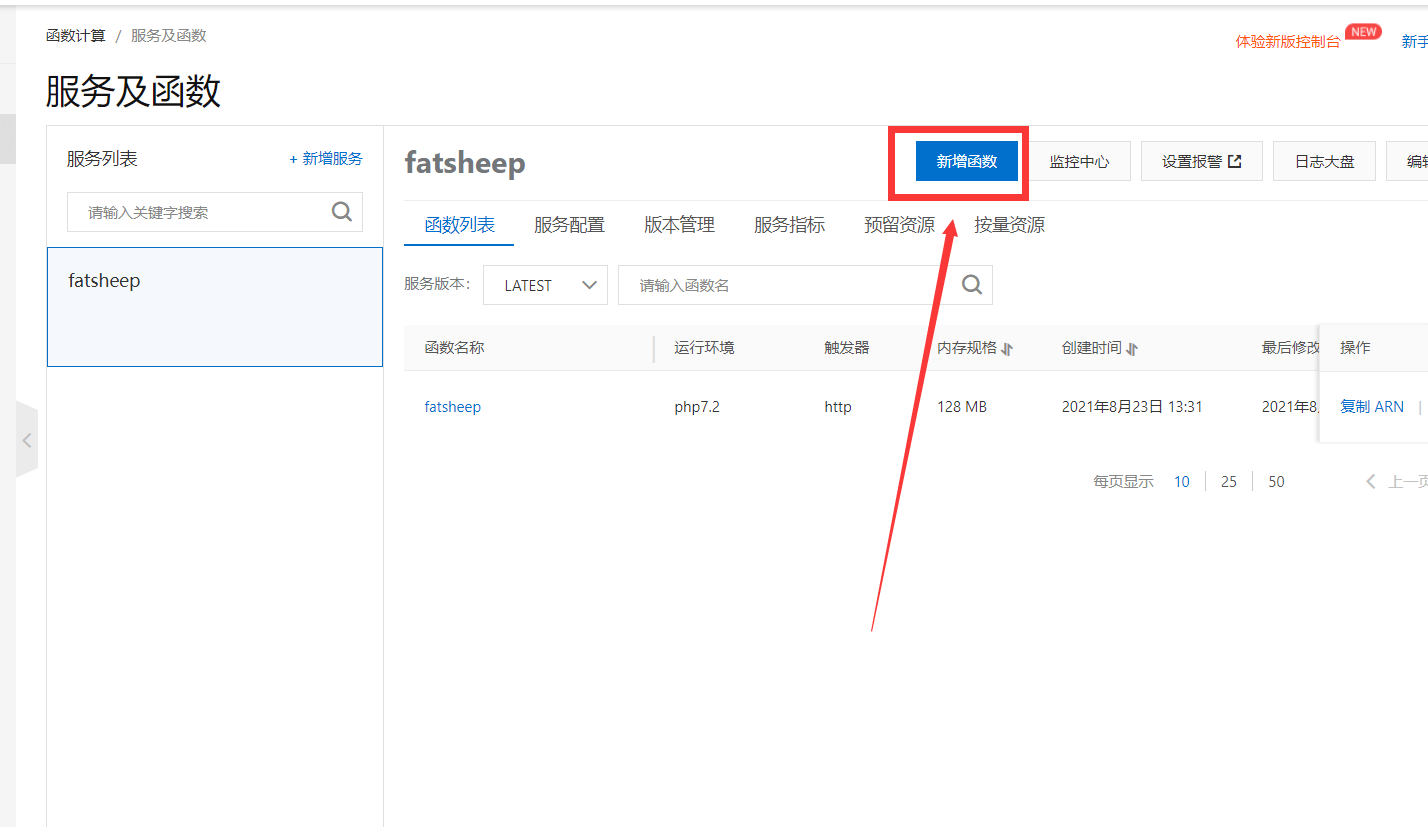 函数计算 / 服务及函数
体验新版控制台 NEW 新手
服务及函数
服务列表 + 新增服务
请输入关键字搜索
fatsheep
fatsheep
新增函数 监控中心 设置报警 日志大盘 编辑
函数列表 服务配置 版本管理 服务指标 预留资源 按量资源
服务版本: LATEST 请输入函数名
函数名称 运行环境 触发器 内存规格 创建时间 最后修改 操作
fatsheep php7.2 http 128 MB 2021年8月23日 13:31 2021年8 复制 ARN |
每页显示 10 25 50 上一页